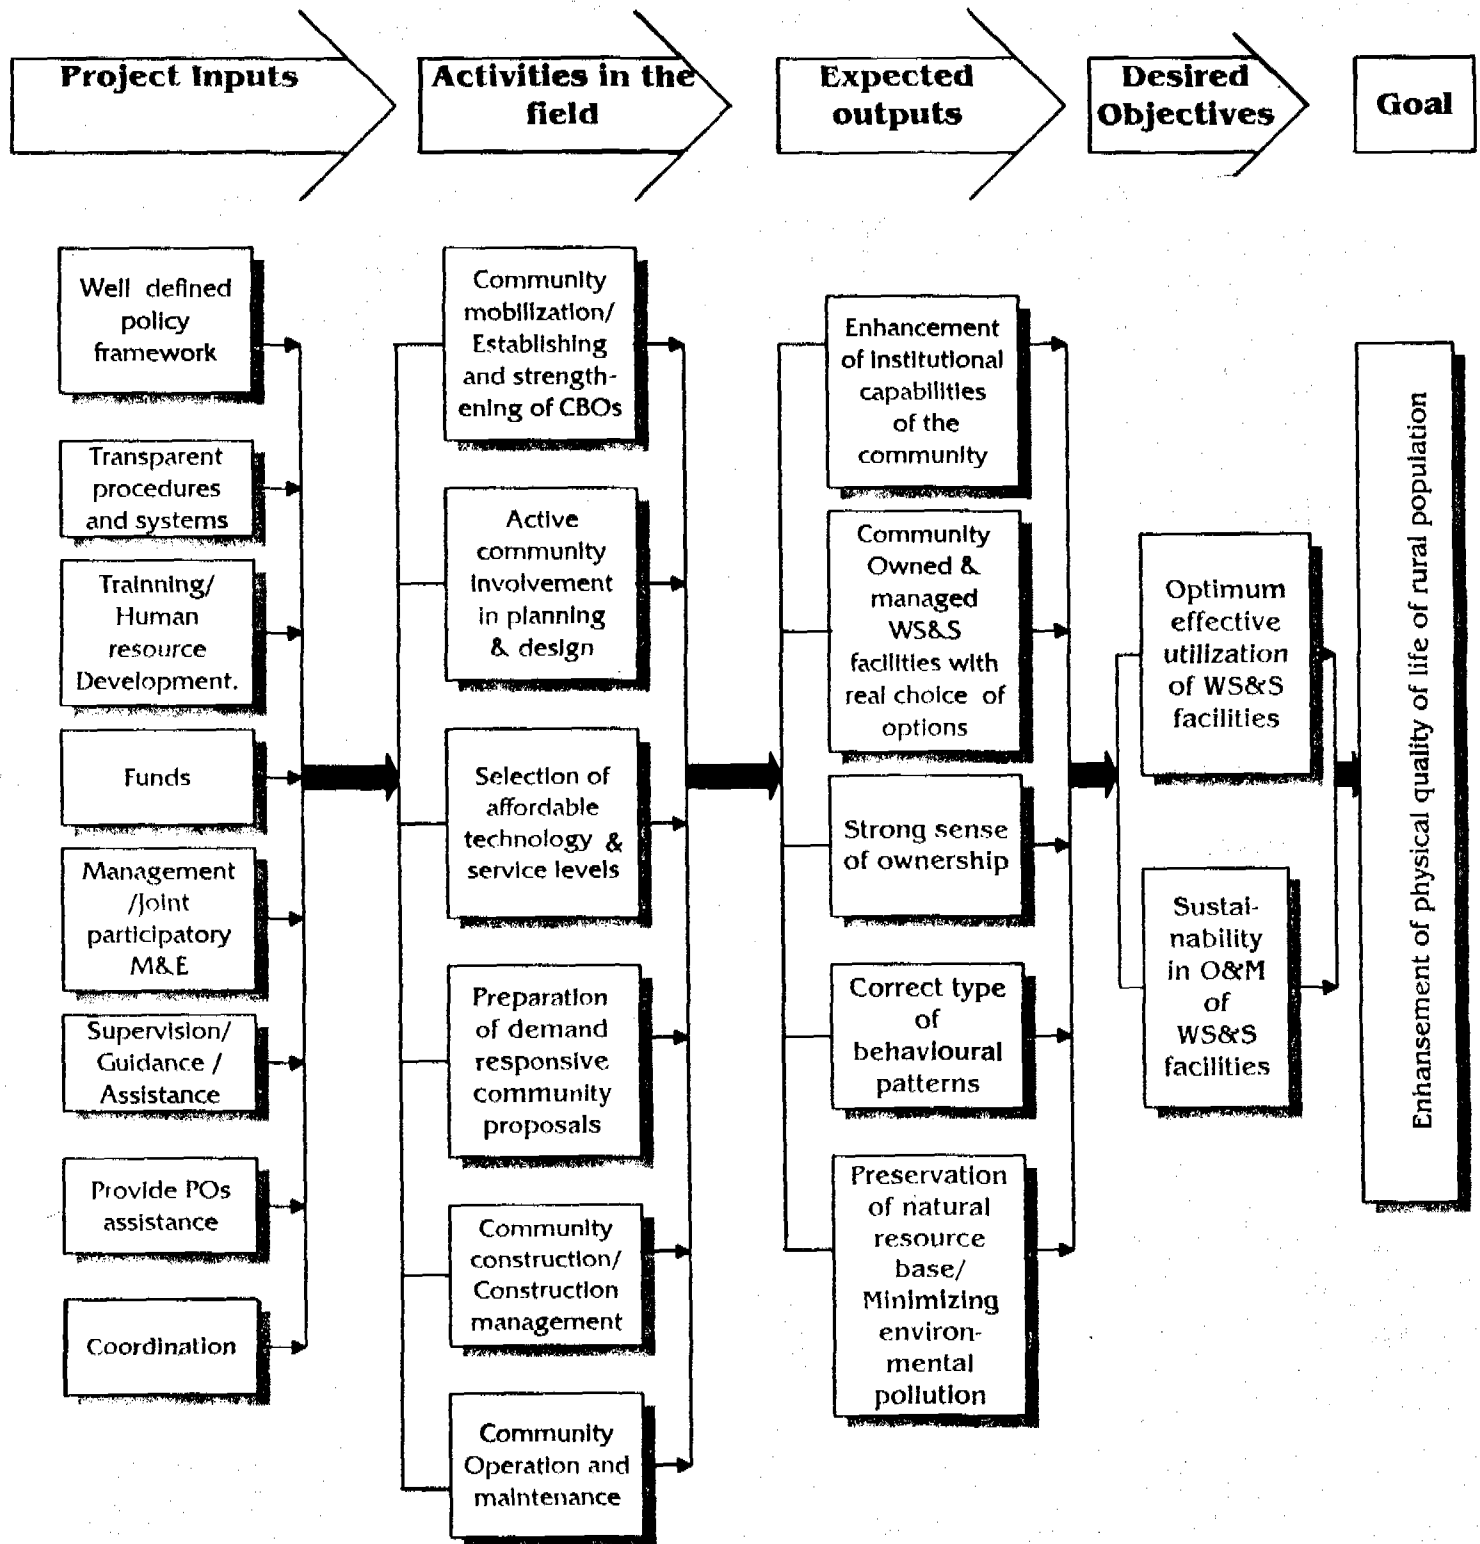 Project Inputs
Activities in the
field
Expected
outputs
Desired
Objectives
Goal
Well defined
policy
framework
Transparent
procedures
and systems
Trainning/
Human
resource
Development.
Funds
Management
/Joint
participatory
M&E
Supervision/
Guidance /
Assistance
Provide POs
assistance
Coordination
Community
mobilization/
Establishing
and strength-
ening of CBOs
Active
community
involvement
in planning
& design
Selection of
affordable
technology &
service levels
Preparation
of demand
responsive
community
proposals
Community
construction/
Construction
management
Community
Operation and
maintenance
Enhancement
of institutional
capabilities
of the
community
Community
Owned &
managed
WS&S
facilities with
real choice of
options
Strong sense
of ownership
Correct type
of
behavioural
patterns
Preservation
of natural
resource
base/
Minimizing
environ-
mental
pollution
Optimum
effective
utilization
of WS&S
facilities
Sustai-
nability
in O&M
of
WS&S
facilities
Enhansement of physical quality of life of rural population